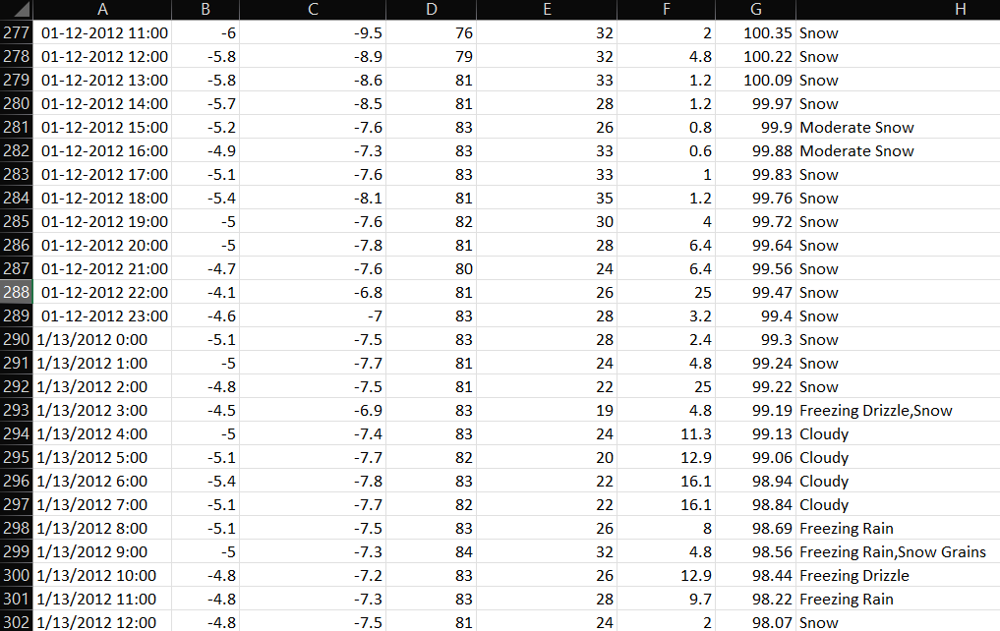 A B C D E F G H
277 01-12-2012 11:00 -6 -9.5 76 32 2 100.35 Snow
278 01-12-2012 12:00 -5.8 -8.9 79 32 4.8 100.22 Snow
279 01-12-2012 13:00 -5.8 -8.6 81 33 1.2 100.09 Snow
280 01-12-2012 14:00 -5.7 -8.5 81 28 1.2 99.97 Snow
281 01-12-2012 15:00 -5.2 -7.6 83 26 0.8 99.9 Moderate Snow
282 01-12-2012 16:00 -4.9 -7.3 83 33 0.6 99.88 Moderate Snow
283 01-12-2012 17:00 -5.1 -7.6 83 33 1 99.83 Snow
284 01-12-2012 18:00 -5.4 -8.1 81 35 1.2 99.76 Snow
285 01-12-2012 19:00 -5 -7.6 82 30 4 99.72 Snow
286 01-12-2012 20:00 -5 -7.8 81 28 6.4 99.64 Snow
287 01-12-2012 21:00 -4.7 -7.6 80 24 6.4 99.56 Snow
288 01-12-2012 22:00 -4.1 -6.8 81 26 25 99.47 Snow
289 01-12-2012 23:00 -4.6 -7 83 28 3.2 99.4 Snow
290 1/13/2012 0:00 -5.1 -7.5 83 28 2.4 99.3 Snow
291 1/13/2012 1:00 -5 -7.7 81 24 4.8 99.24 Snow
292 1/13/2012 2:00 -4.8 -7.5 81 22 25 99.22 Snow
293 1/13/2012 3:00 -4.5 -6.9 83 19 4.8 99.19 Freezing Drizzle,Snow
294 1/13/2012 4:00 -5 -7.4 83 24 11.3 99.13 Cloudy
295 1/13/2012 5:00 -5.1 -7.7 82 20 12.9 99.06 Cloudy
296 1/13/2012 6:00 -5.4 -7.8 83 22 16.1 98.94 Cloudy
297 1/13/2012 7:00 -5.1 -7.7 82 22 16.1 98.84 Cloudy
298 1/13/2012 8:00 -5.1 -7.5 83 26 8 98.69 Freezing Rain
299 1/13/2012 9:00 -5 -7.3 84 32 4.8 98.56 Freezing Rain,Snow Grains
300 1/13/2012 10:00 -4.8 -7.2 83 26 12.9 98.44 Freezing Drizzle
301 1/13/2012 11:00 -4.8 -7.3 83 28 9.7 98.22 Freezing Rain
302 1/13/2012 12:00 -4.8 -7.5 81 24 2 98.07 Snow